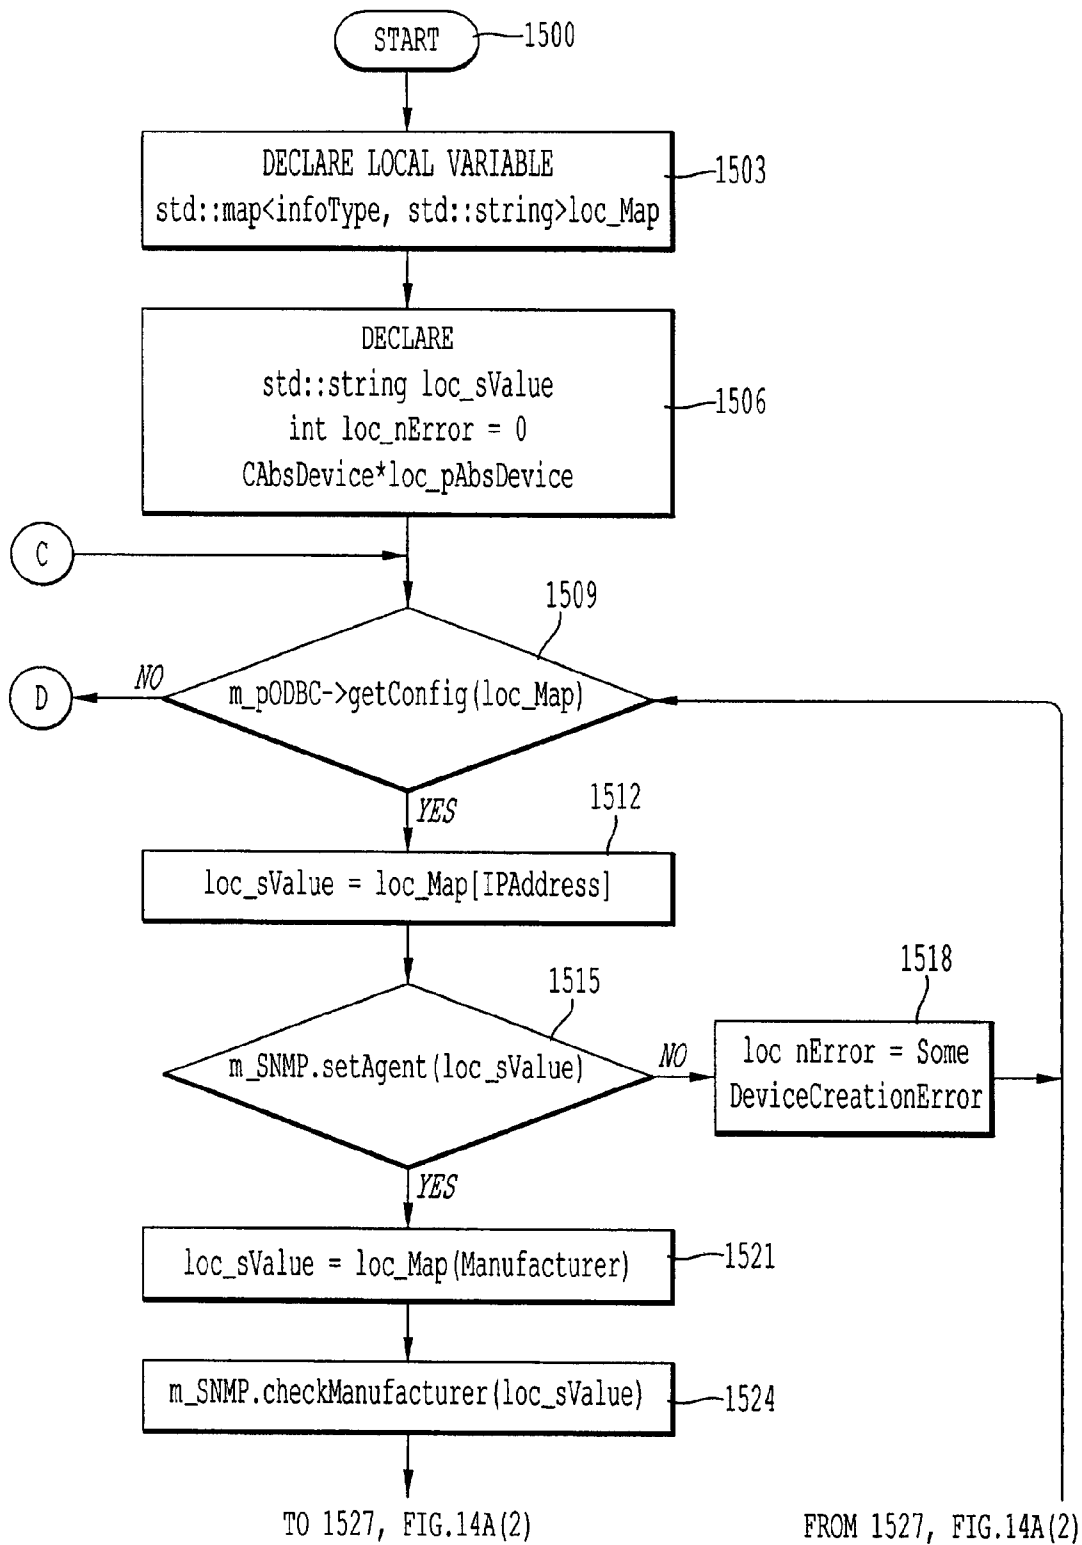 START
1500
DECLARE LOCAL VARIABLE
std::map<infoType, std::string>loc_Map
1503
DECLARE
std::string loc_sValue
int loc_nError = 0
CAbsDevice*loc_pAbsDevice
1506
C
1509
m_pODBC->getConfig(loc_Map)
NO
D
YES
1512
loc_sValue = loc_Map[IPAddress]
1515
m_SNMP.setAgent(loc_sValue)
NO
1518
loc nError = Some
DeviceCreationError
YES
loc_sValue = loc_Map(Manufacturer)
1521
m_SNMP.checkManufacturer(loc_sValue)
1524
TO 1527, FIG.14A(2)
FROM 1527, FIG.14A(2)